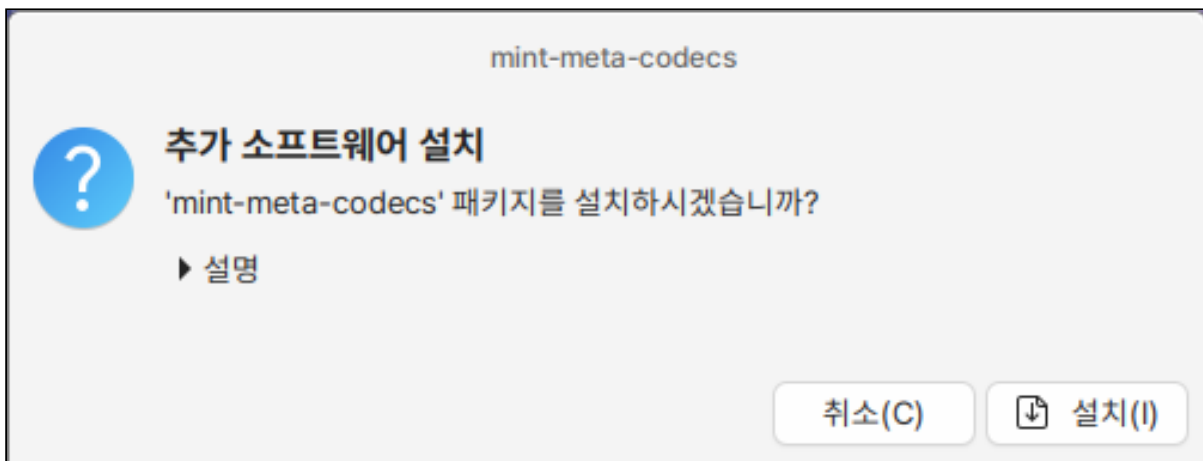 mint-meta-codecs
추가 소프트웨어 설치
'mint-meta-codecs' 패키지를 설치하시겠습니까?
설명
취소(C)
설치(I)